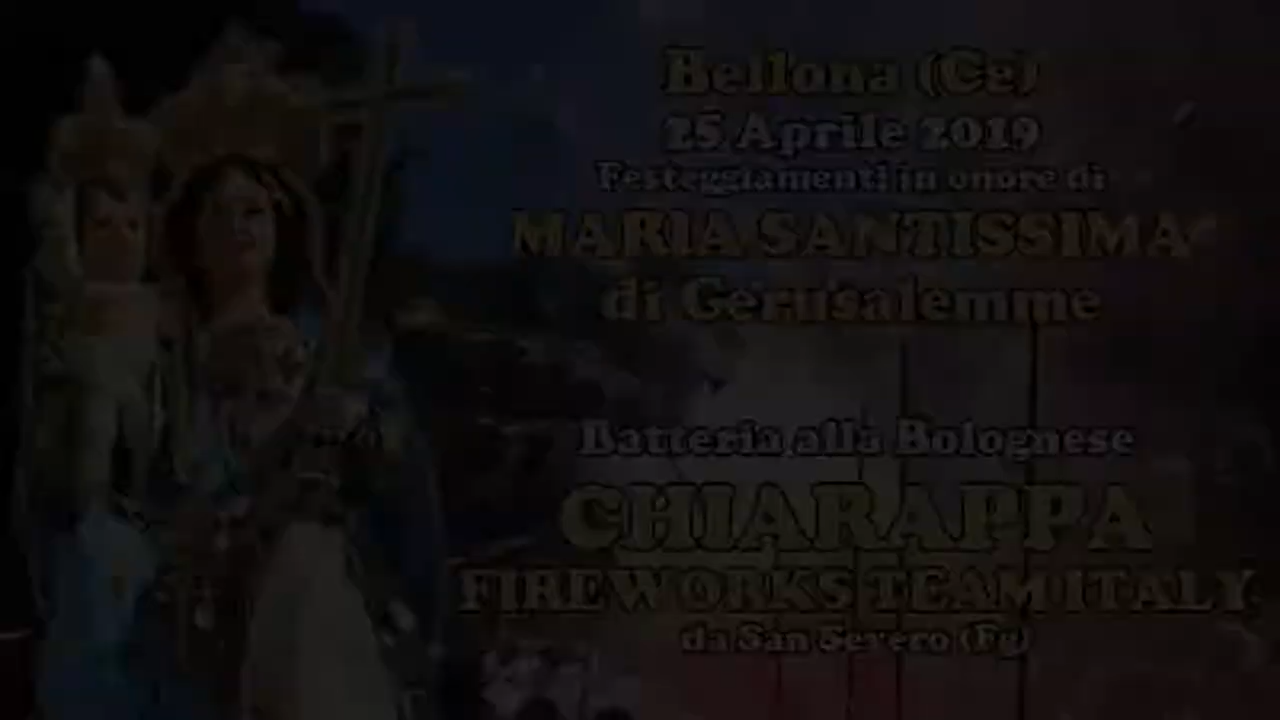 Bellona (Ce)
25 Aprile 2019
Festeggiamenti in onore di
MARIA SANTISSIMA
di Gerusalemme
Batteria alla Bolognese
CHIARAPPA
FIREWORKS TEAM ITALY
da San Severo (Fg)